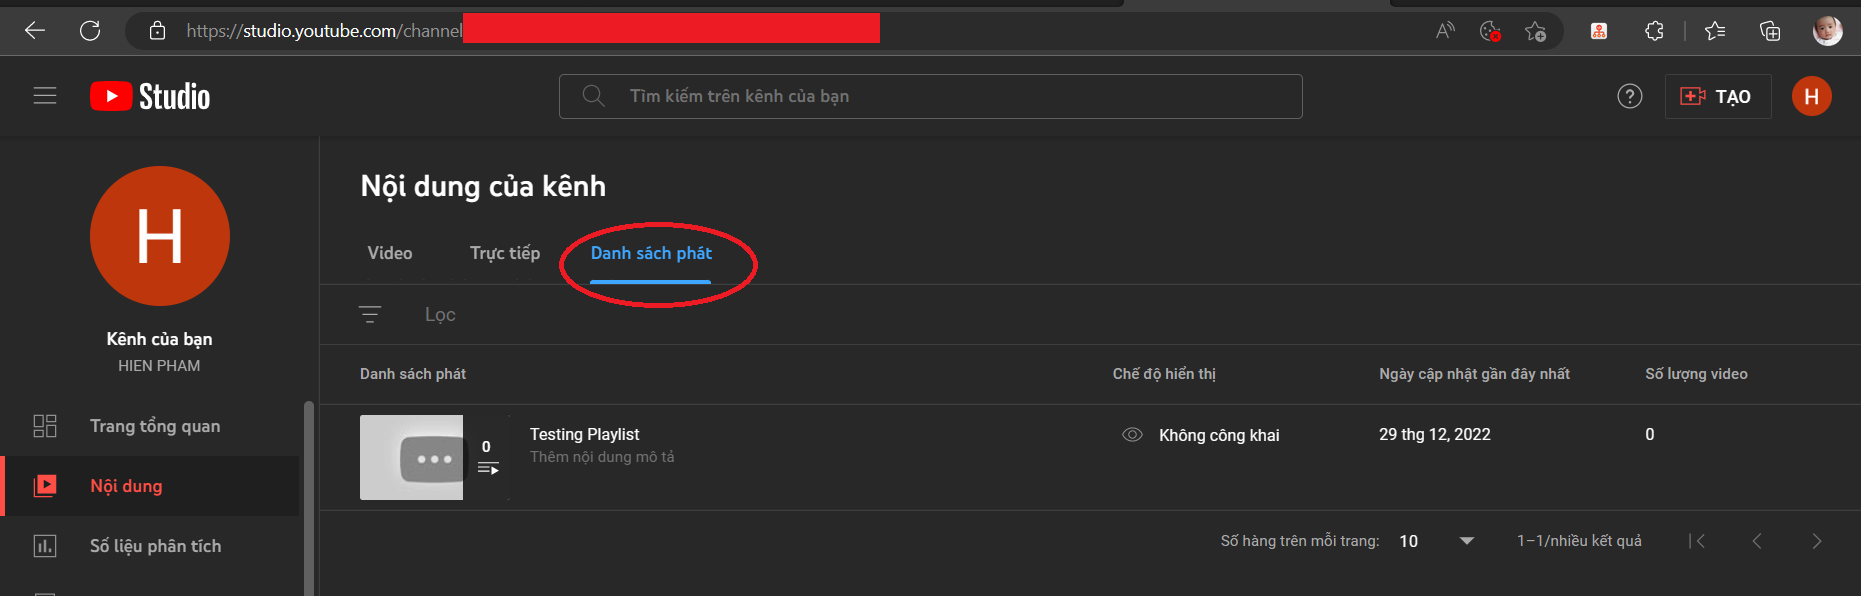 https://studio.youtube.com/channel
Studio
Tìm kiếm trên kênh của bạn
TẠO
H
H
Kênh của bạn
HIEN PHAM
Trang tổng quan
Nội dung
Số liệu phân tích
Nội dung của kênh
Video Trực tiếp Danh sách phát
Lọc
Danh sách phát Chế độ hiển thị Ngày cập nhật gần đây nhất Số lượng video
0 Testing Playlist Không công khai 29 thg 12, 2022 0
Thêm nội dung mô tả
Số hàng trên mỗi trang: 10 1–1/nhiều kết quả